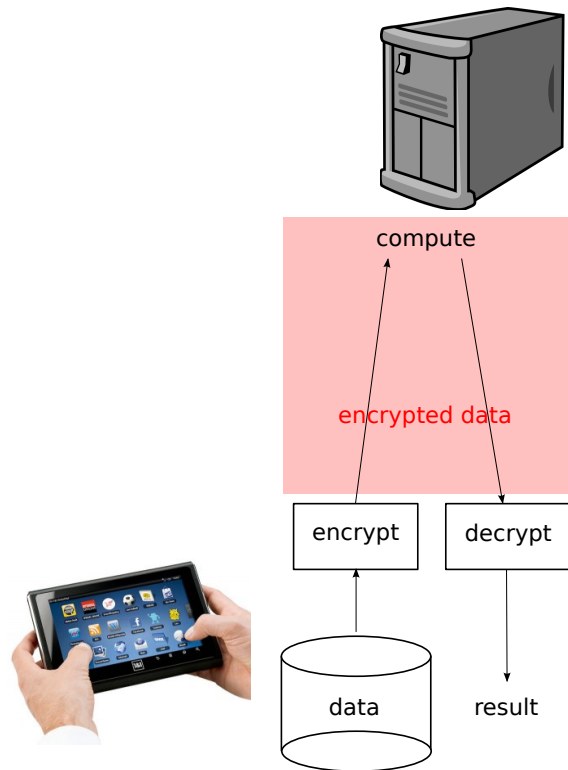 compute
encrypted data
encrypt
decrypt
data
result